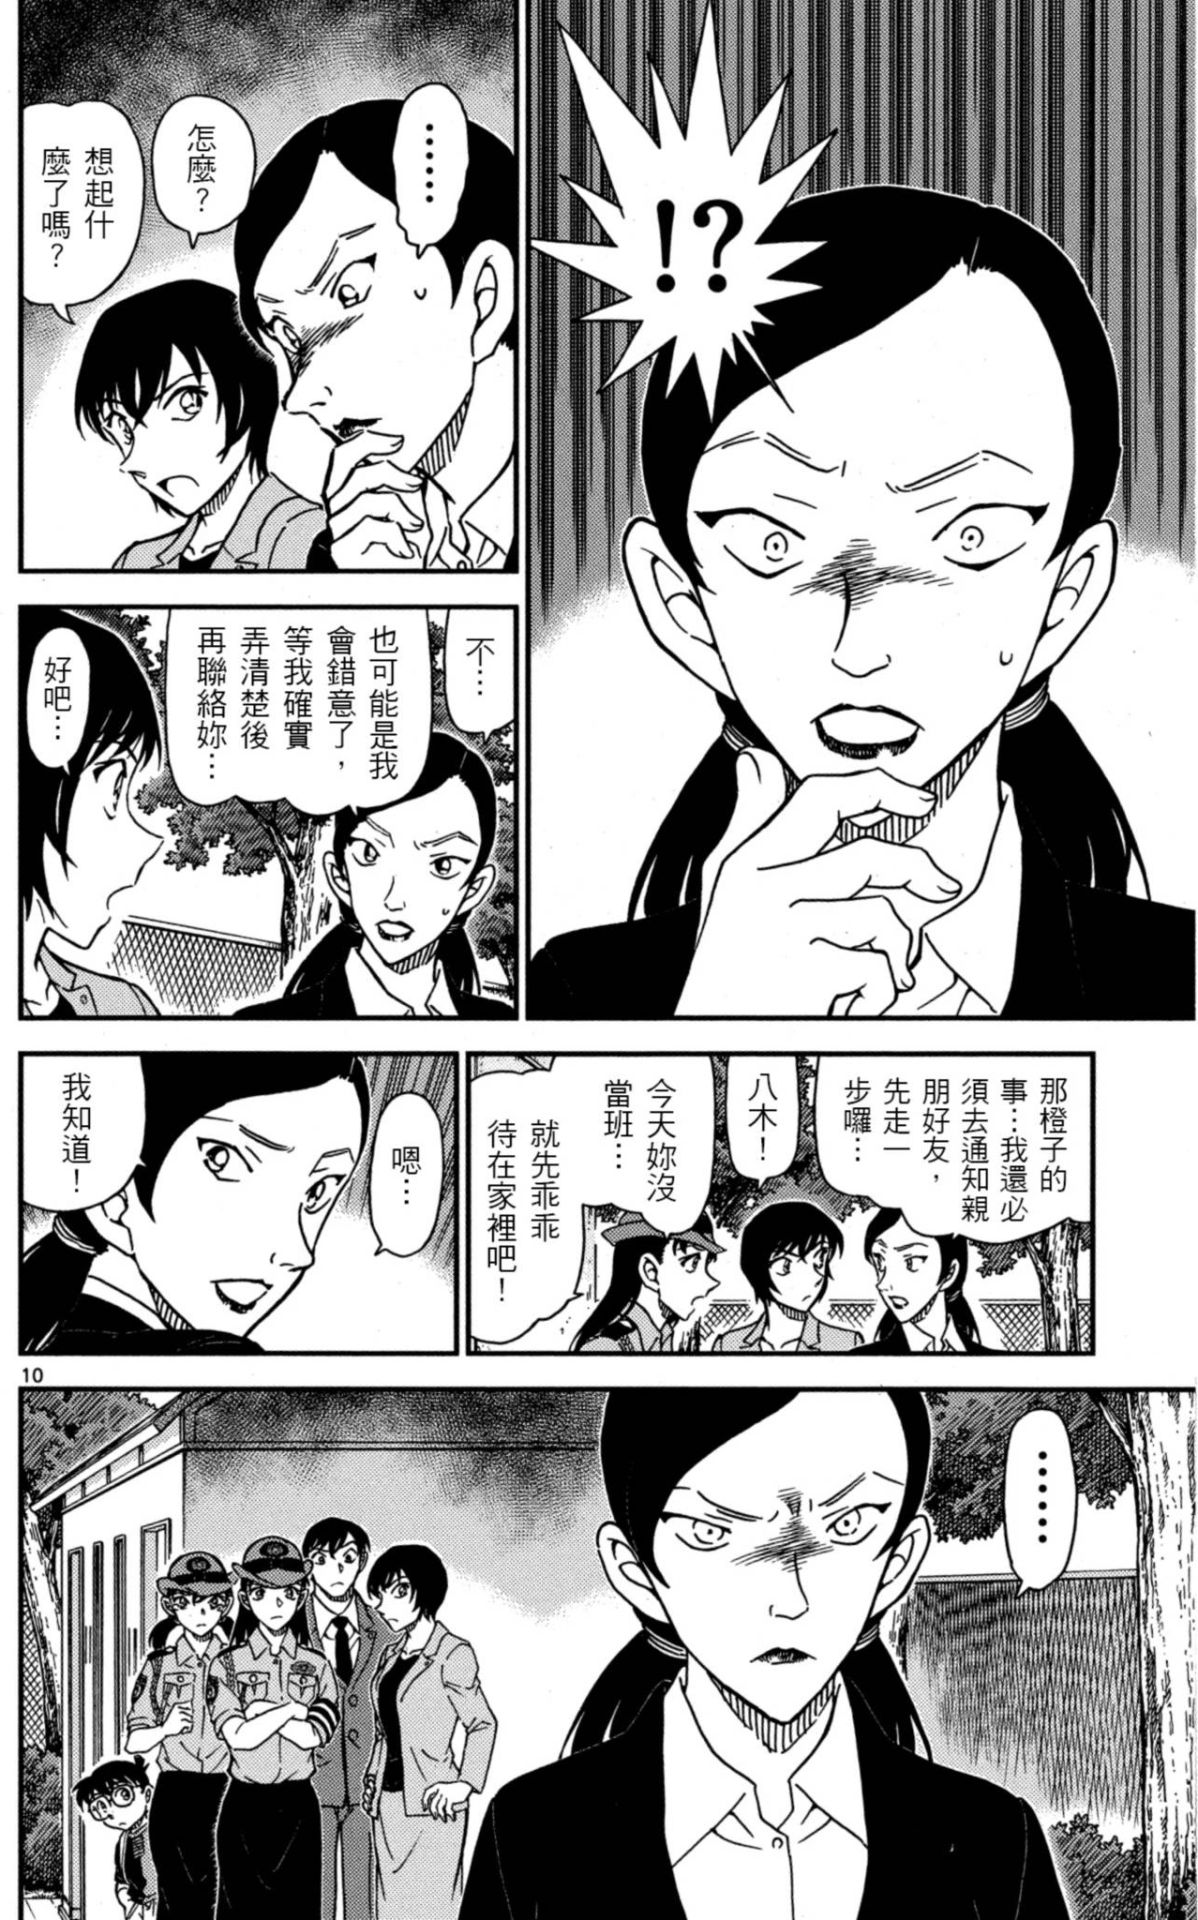 !?
……
怎麼？
想起什
麼了嗎？
不…
也可能是我
會錯意了，
等我確實
弄清楚後
再聯絡妳…
好吧…
那橙子的
事…我還必
須去通知親
朋好友，
先走一
步囉…
八木！
今天妳沒
當班…
就先乖乖
待在家裡吧！
嗯…
我知道！
10
……